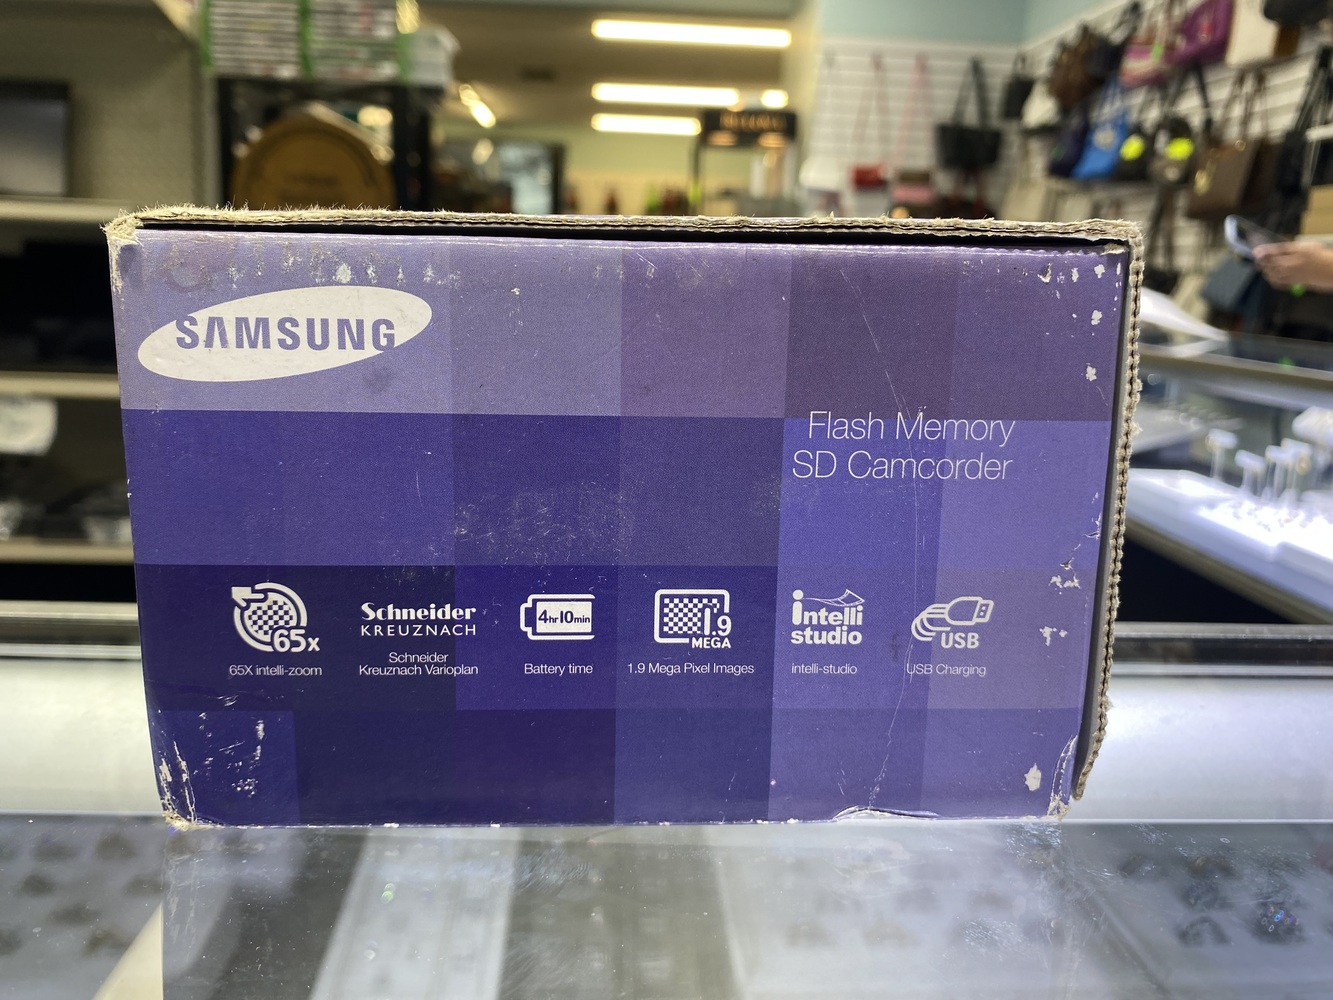 SAMSUNG
Flash Memory
SD Camcorder
65x
65X intelli-zoom
Schneider
KREUZNACH
Schneider
Kreuznach Varioplan
4hr10min
Battery time
1.9
MEGA
1.9 Mega Pixel Images
intelli
studio
intelli-studio
USB
USB Charging